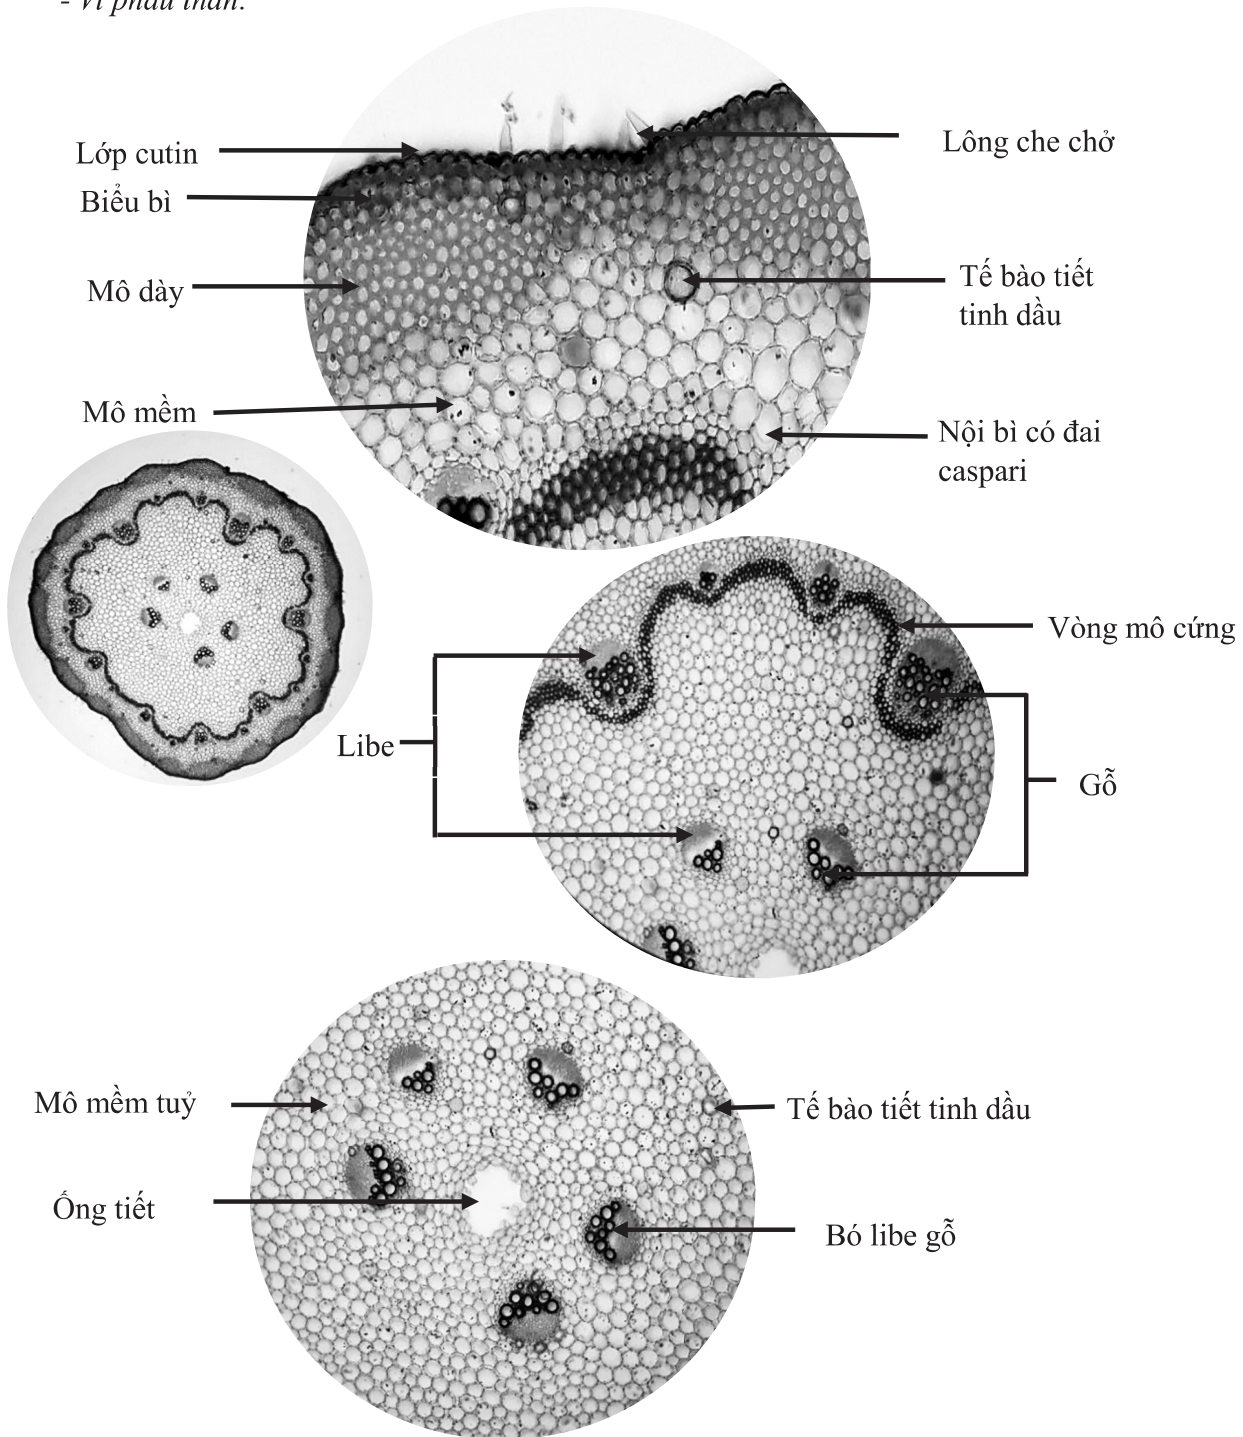 - Vi phẫu thân:
Lớp cutin
Lông che chở
Biểu bì
Mô dày
Tế bào tiết
tinh dầu
Mô mềm
Nội bì có đai
caspari
Vòng mô cứng
Libe
Gỗ
Mô mềm tuỷ
Tế bào tiết tinh dầu
Ống tiết
Bó libe gỗ